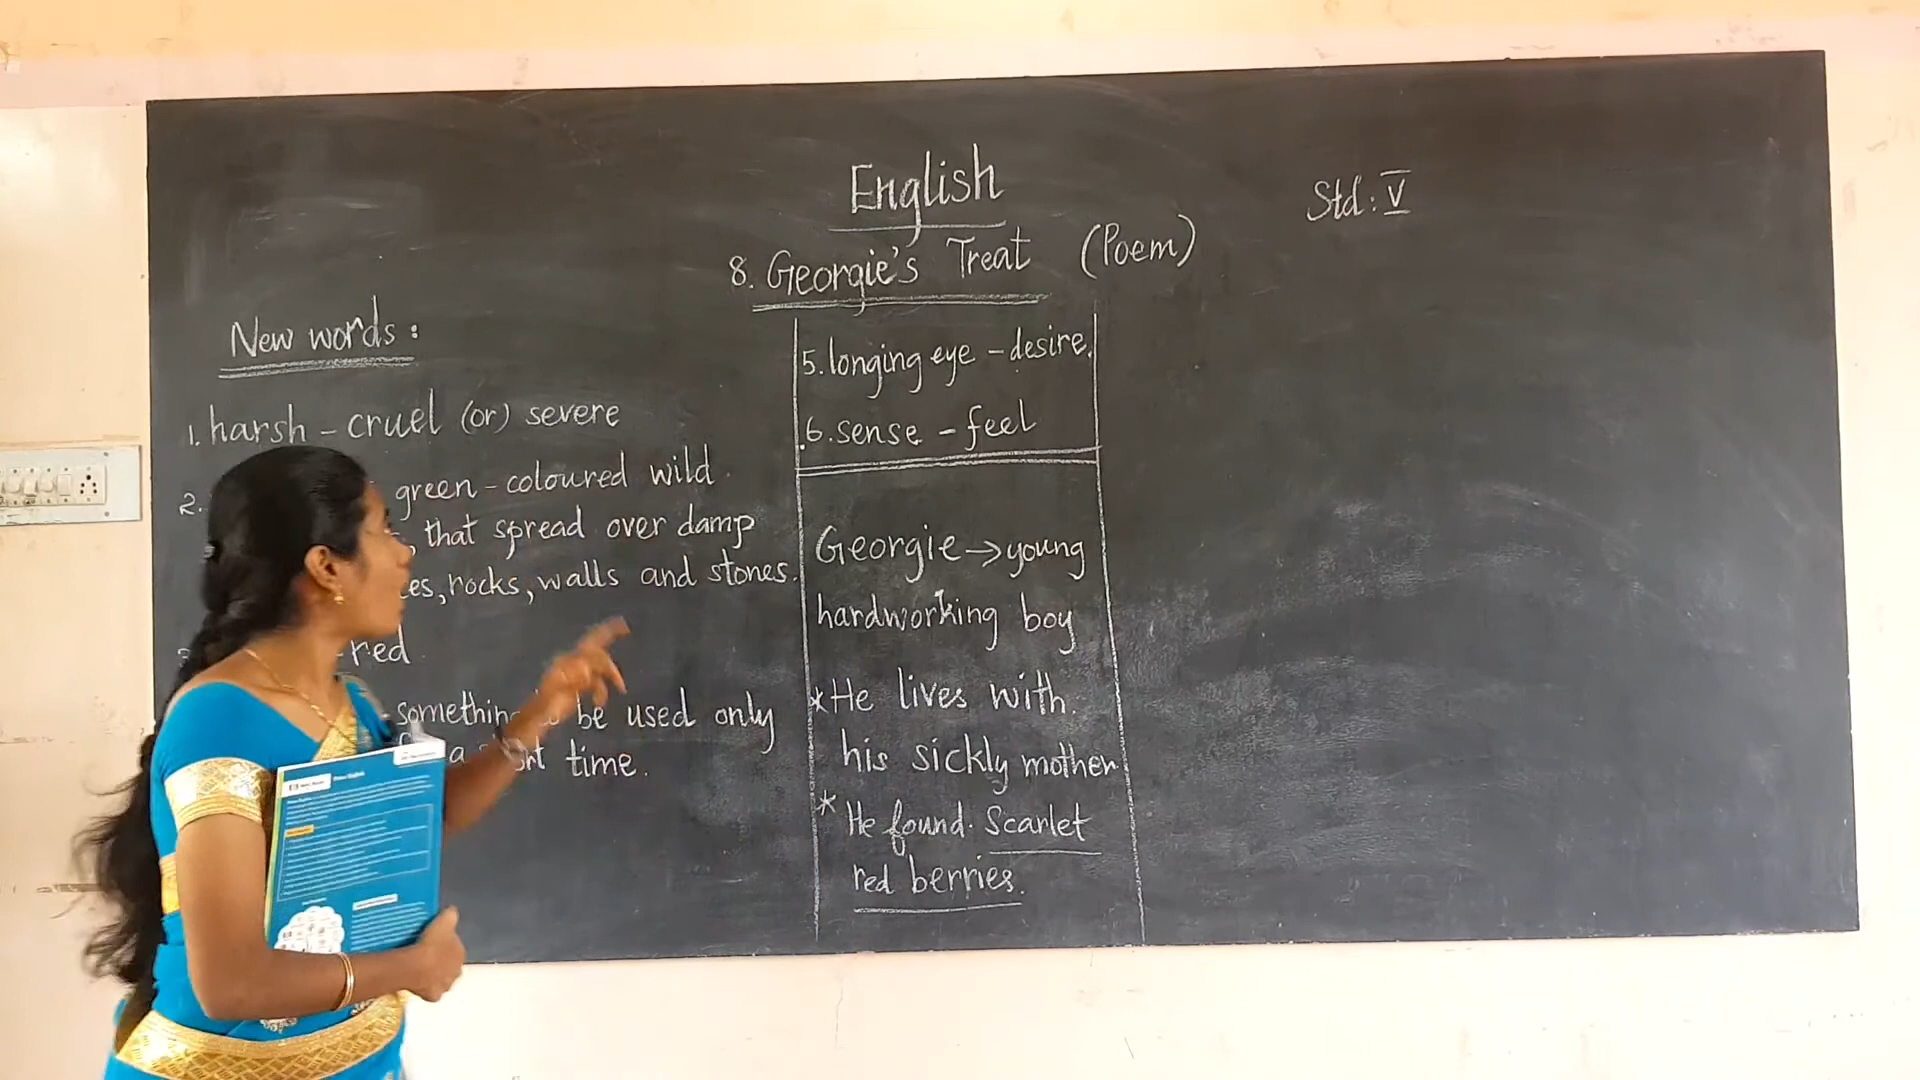 English
Std: V
8. Georgie's Treat (Poem)
New words:
1. harsh - cruel (or) severe
2. green - coloured wild
, that spread over damp
es, rocks, walls and stones.
- red
- something be used only
a time.
5. longing eye - desire.
6. sense - feel
Georgie → young
hardworking boy
* He lives with
his sickly mother
* He found Scarlet
red berries.